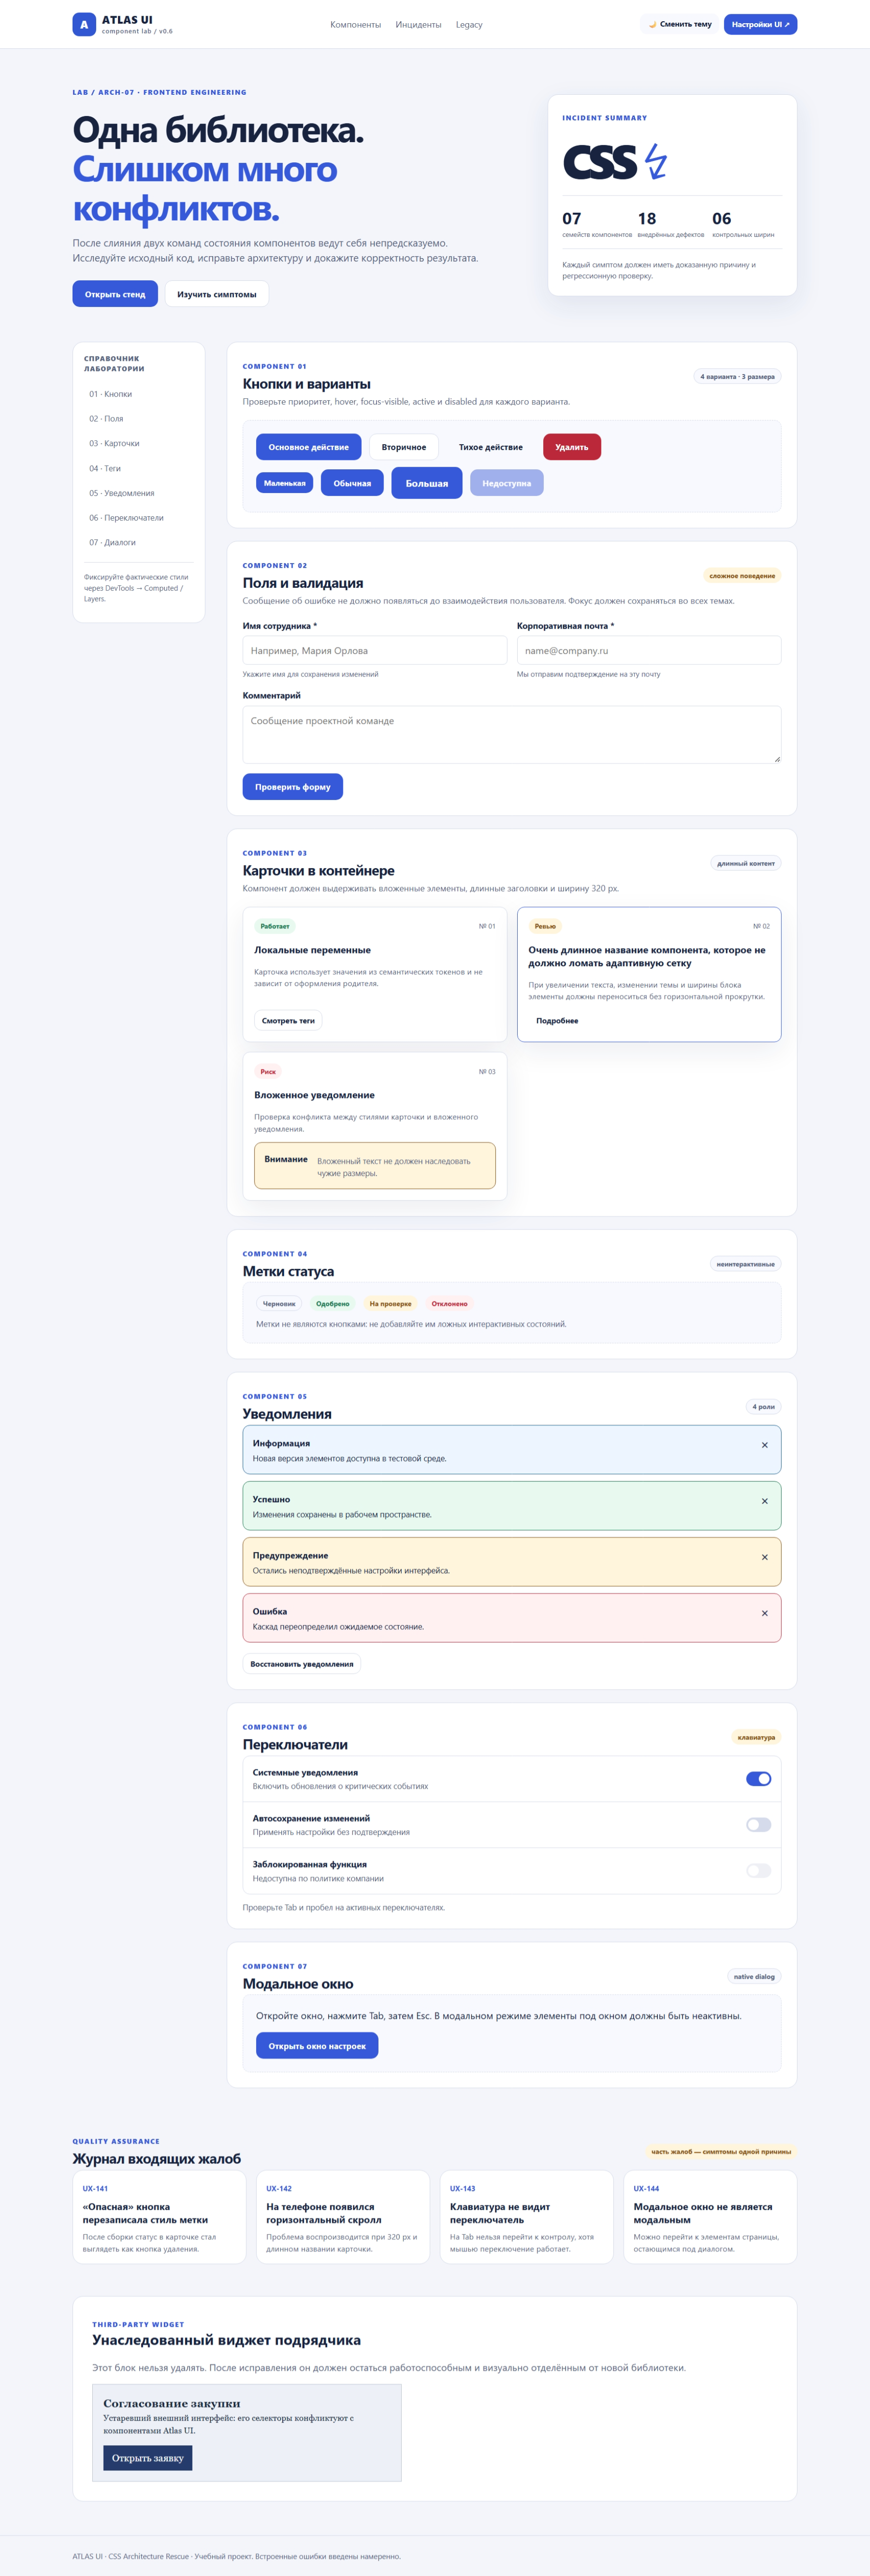 A
ATLAS UI
component lab / v0.6
Компоненты
Инциденты
Legacy
🌙 Сменить тему
Настройки UI ↗
LAB / ARCH-07 · FRONTEND ENGINEERING
Одна библиотека.
Слишком много
конфликтов.
После слияния двух команд состояния компонентов ведут себя непредсказуемо.
Исследуйте исходный код, исправьте архитектуру и докажите корректность результата.
Открыть стенд
Изучить симптомы
INCIDENT SUMMARY
CSS
07
18
06
семейств компонентов
внедрённых дефектов
контрольных ширин
Каждый симптом должен иметь доказанную причину и
регрессионную проверку.
СПРАВОЧНИК
ЛАБОРАТОРИИ
01 · Кнопки
02 · Поля
03 · Карточки
04 · Теги
05 · Уведомления
06 · Переключатели
07 · Диалоги
Фиксируйте фактические стили
через DevTools → Computed /
Layers.
COMPONENT 01
Кнопки и варианты
4 варианта · 3 размера
Проверьте приоритет, hover, focus-visible, active и disabled для каждого варианта.
Основное действие
Вторичное
Тихое действие
Удалить
Маленькая
Обычная
Большая
Недоступна
COMPONENT 02
Поля и валидация
сложное поведение
Сообщение об ошибке не должно появляться до взаимодействия пользователя. Фокус должен сохраняться во всех темах.
Имя сотрудника *
Корпоративная почта *
Например, Мария Орлова
name@company.ru
Укажите имя для сохранения изменений
Мы отправим подтверждение на эту почту
Комментарий
Сообщение проектной команде
Проверить форму
COMPONENT 03
Карточки в контейнере
длинный контент
Компонент должен выдерживать вложенные элементы, длинные заголовки и ширину 320 px.
Работает
№ 01
Локальные переменные
Карточка использует значения из семантических токенов и не
зависит от оформления родителя.
Смотреть теги
Ревью
№ 02
Очень длинное название компонента, которое не
должно ломать адаптивную сетку
При увеличении текста, изменении темы и ширины блока
элементы должны переноситься без горизонтальной прокрутки.
Подробнее
Риск
№ 03
Вложенное уведомление
Проверка конфликта между стилями карточки и вложенного
уведомления.
Внимание
Вложенный текст не должен наследовать
чужие размеры.
COMPONENT 04
Метки статуса
неинтерактивные
Черновик
Одобрено
На проверке
Отклонено
Метки не являются кнопками: не добавляйте им ложных интерактивных состояний.
COMPONENT 05
Уведомления
4 роли
Информация
Новая версия элементов доступна в тестовой среде.
×
Успешно
Изменения сохранены в рабочем пространстве.
×
Предупреждение
Остались неподтверждённые настройки интерфейса.
×
Ошибка
Каскад переопределил ожидаемое состояние.
×
Восстановить уведомления
COMPONENT 06
Переключатели
клавиатура
Системные уведомления
Включить обновления о критических событиях
Автосохранение изменений
Применять настройки без подтверждения
Заблокированная функция
Недоступна по политике компании
Проверьте Tab и пробел на активных переключателях.
COMPONENT 07
Модальное окно
native dialog
Откройте окно, нажмите Tab, затем Esc. В модальном режиме элементы под окном должны быть неактивны.
Открыть окно настроек
QUALITY ASSURANCE
Журнал входящих жалоб
часть жалоб — симптомы одной причины
UX-141
«Опасная» кнопка
перезаписала стиль метки
После сборки статус в карточке стал
выглядеть как кнопка удаления.
UX-142
На телефоне появился
горизонтальный скролл
Проблема воспроизводится при 320 px и
длинном названии карточки.
UX-143
Клавиатура не видит
переключатель
На Tab нельзя перейти к контролу, хотя
мышью переключение работает.
UX-144
Модальное окно не является
модальным
Можно перейти к элементам страницы,
остающимся под диалогом.
THIRD-PARTY WIDGET
Унаследованный виджет подрядчика
Этот блок нельзя удалять. После исправления он должен остаться работоспособным и визуально отделённым от новой библиотеки.
Согласование закупки
Устаревший внешний интерфейс: его селекторы конфликтуют с
компонентами Atlas UI.
Открыть заявку
ATLAS UI · CSS Architecture Rescue · Учебный проект. Встроенные ошибки введены намеренно.